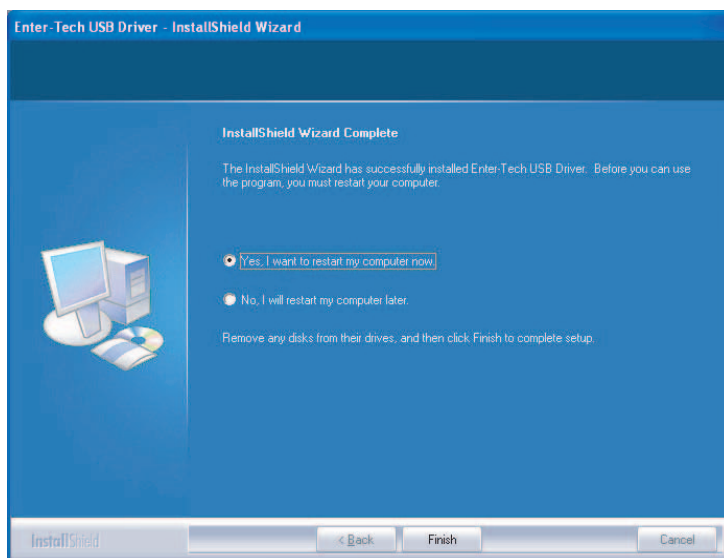 Enter-Tech USB Driver - InstallShield Wizard
InstallShield Wizard Complete
The InstallShield Wizard has successfully installed Enter-Tech USB Driver. Before you can use
the program, you must restart your computer.
Yes, I want to restart my computer now.
No, I will restart my computer later.
Remove any disks from their drives, and then click Finish to complete setup.
InstallShield
< Back
Finish
Cancel